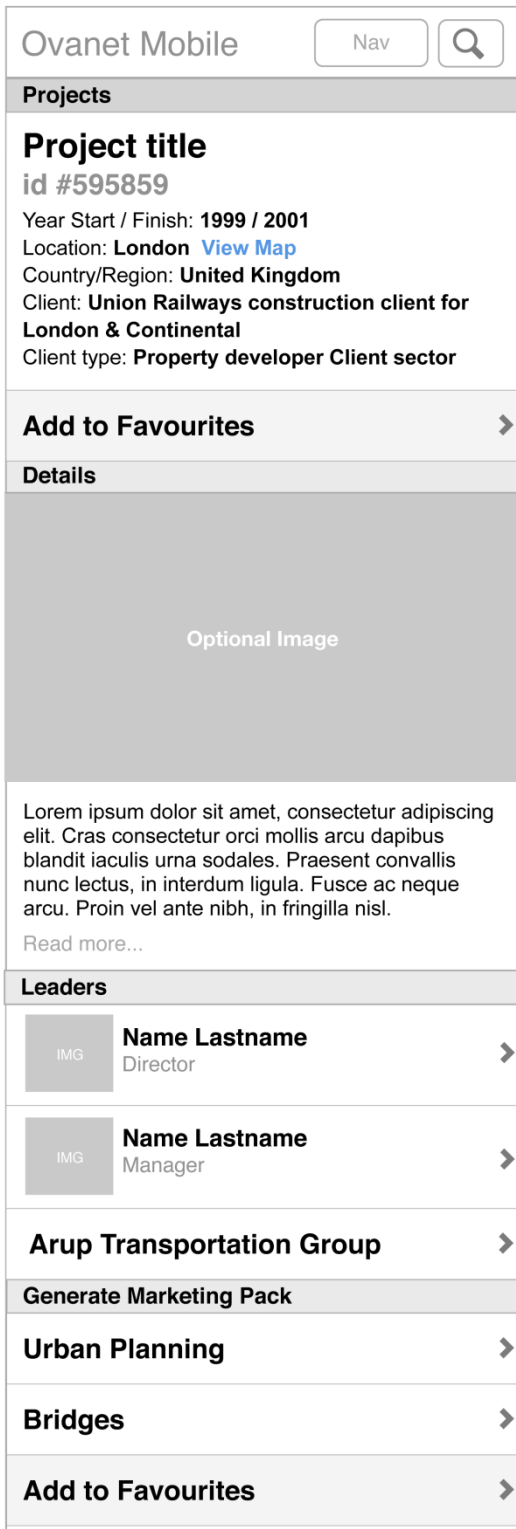 Ovanet Mobile
Nav
Projects
Project title
id #595859
Year Start / Finish: 1999 / 2001
Location: London View Map
Country/Region: United Kingdom
Client: Union Railways construction client for
London & Continental
Client type: Property developer Client sector
Add to Favourites
Details
Optional Image
Lorem ipsum dolor sit amet, consectetur adipiscing
elit. Cras consectetur orci mollis arcu dapibus
blandit iaculis urna sodales. Praesent convallis
nunc lectus, in interdum ligula. Fusce ac neque
arcu. Proin vel ante nibh, in fringilla nisl.
Read more...
Leaders
IMG
Name Lastname
Director
IMG
Name Lastname
Manager
Arup Transportation Group
Generate Marketing Pack
Urban Planning
Bridges
Add to Favourites